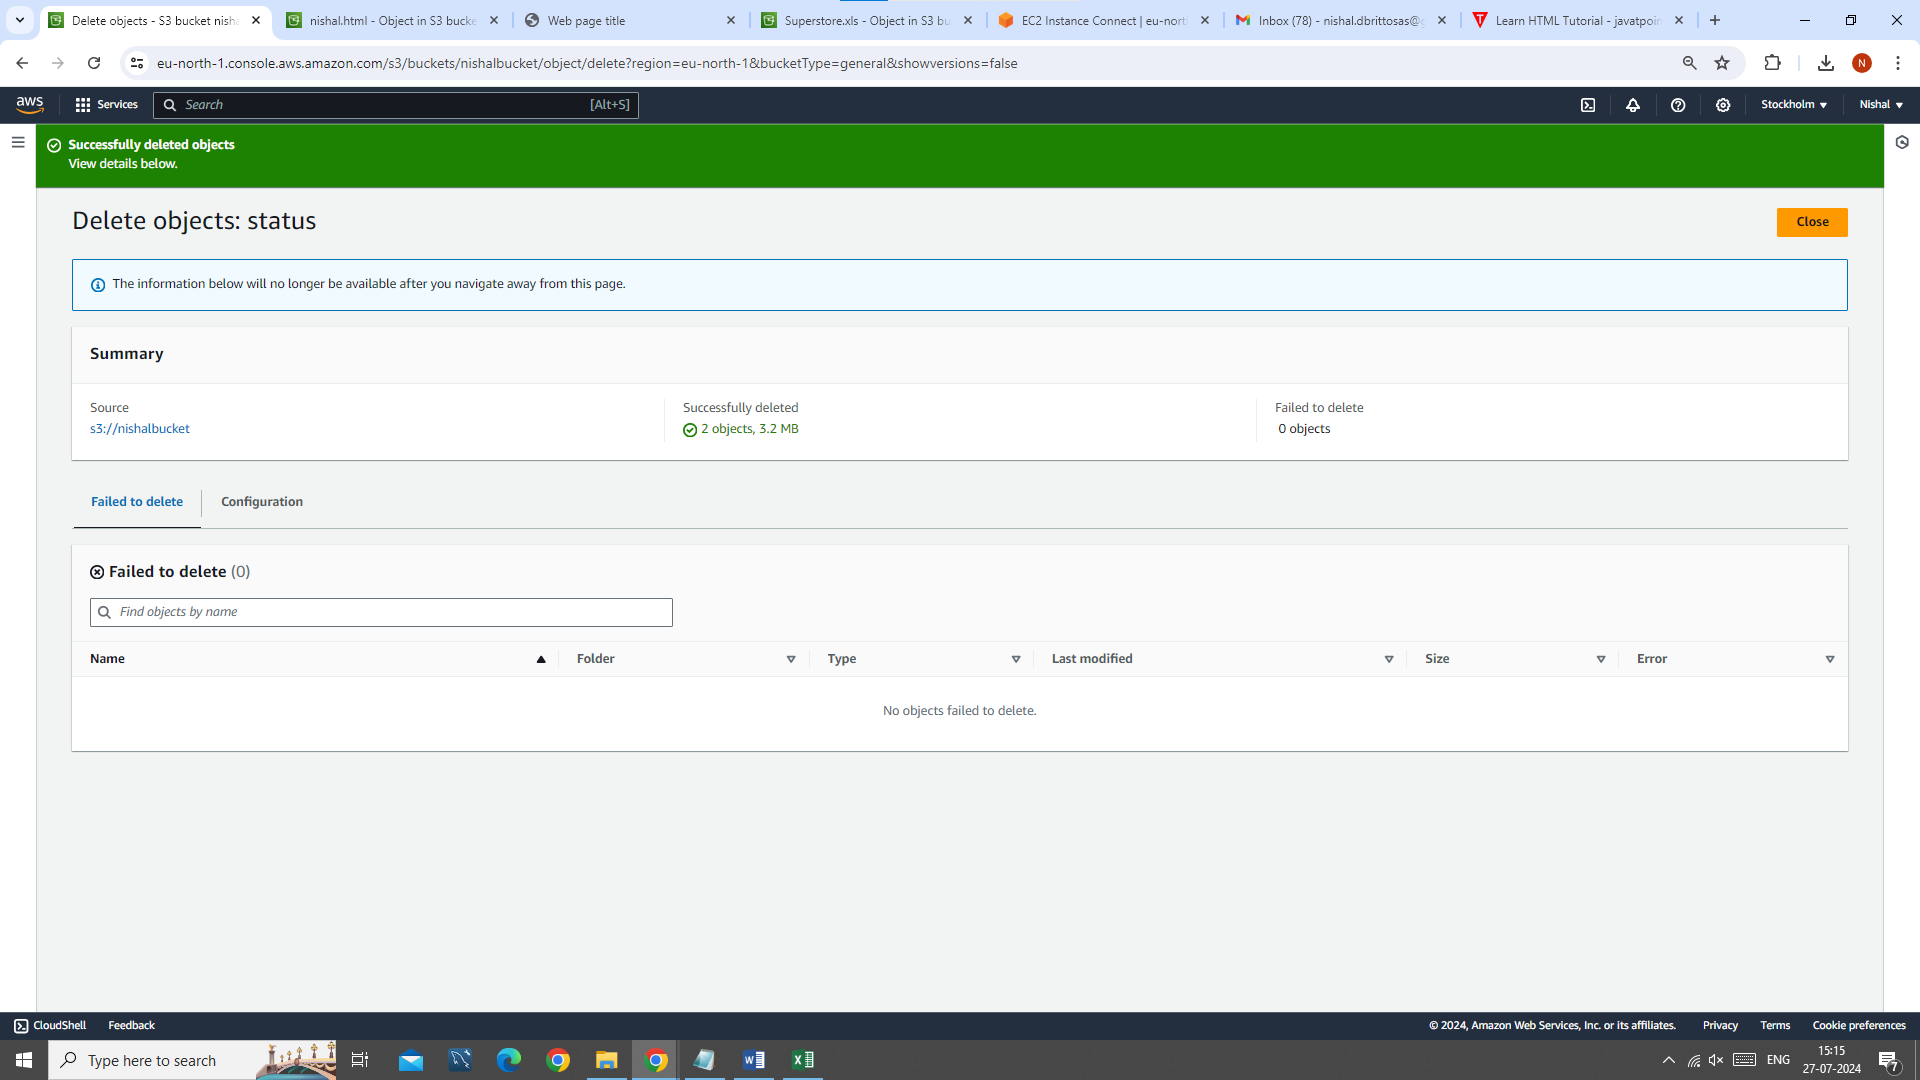 Delete objects - S3 bucket nisha
nishal.html - Object in S3 bucke
Web page title
Superstore.xls - Object in S3 bu
EC2 Instance Connect | eu-nort
Inbox (78) - nishal.dbrittosas@g
Learn HTML Tutorial - javatpoin
eu-north-1.console.aws.amazon.com/s3/buckets/nishalbucket/object/delete?region=eu-north-1&bucketType=general&showversions=false
N
aws
Services
Search
[Alt+S]
Stockholm
Nishal
Successfully deleted objects
View details below.
Delete objects: status
Close
The information below will no longer be available after you navigate away from this page.
Summary
Source
s3://nishalbucket
Successfully deleted
2 objects, 3.2 MB
Failed to delete
0 objects
Failed to delete
Configuration
Failed to delete (0)
Find objects by name
Name
Folder
Type
Last modified
Size
Error
No objects failed to delete.
CloudShell
Feedback
© 2024, Amazon Web Services, Inc. or its affiliates.
Privacy
Terms
Cookie preferences
Type here to search
ENG
15:15
27-07-2024
7